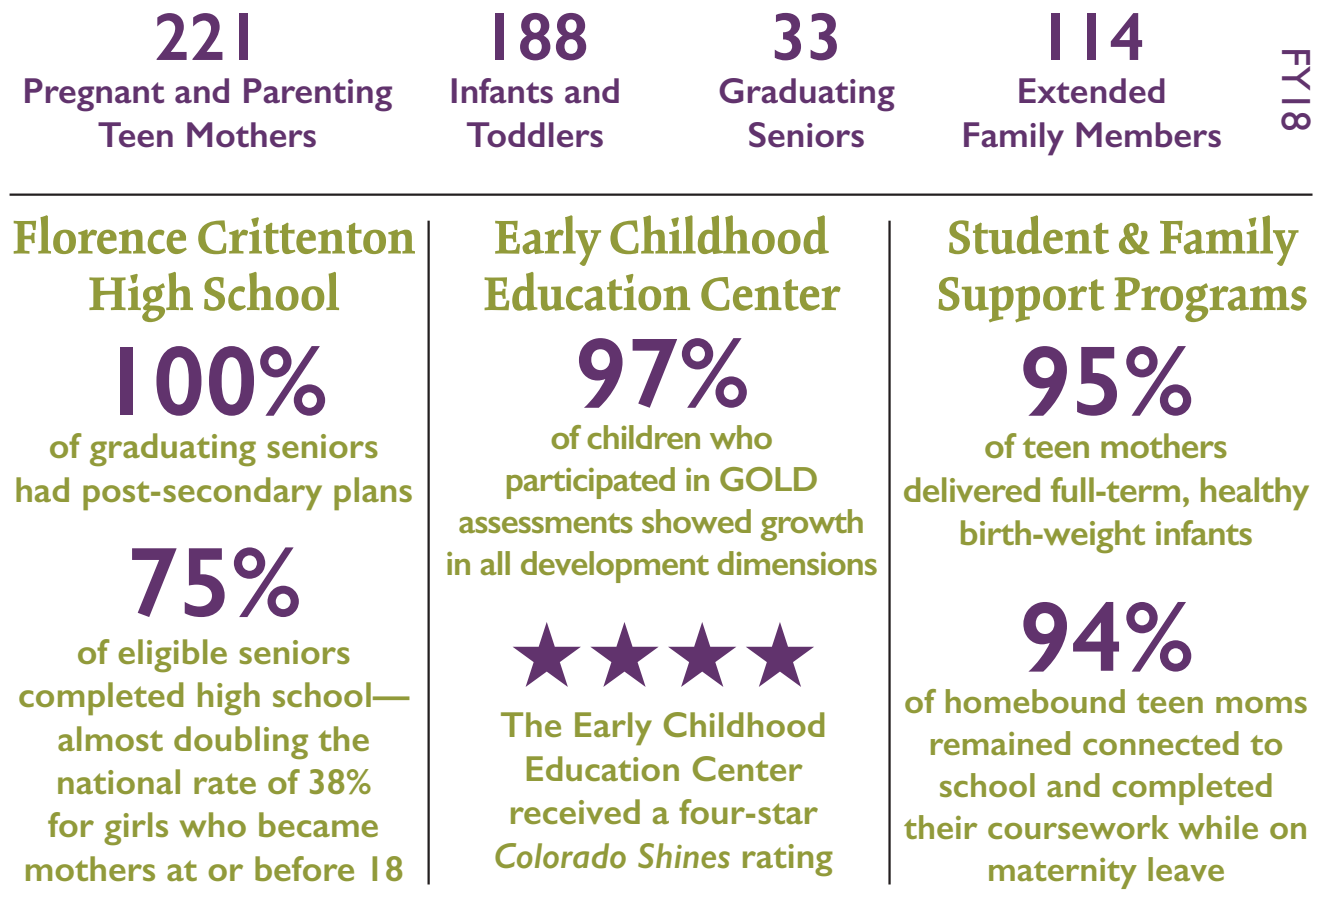 221
Pregnant and Parenting
Teen Mothers
188
Infants and
Toddlers
33
Graduating
Seniors
114
Extended
Family Members
FY18
Florence Crittenton
High School
100%
of graduating seniors
had post-secondary plans
75%
of eligible seniors
completed high school—
almost doubling the
national rate of 38%
for girls who became
mothers at or before 18
Early Childhood
Education Center
97%
of children who
participated in GOLD
assessments showed growth
in all development dimensions
The Early Childhood
Education Center
received a four-star
Colorado Shines rating
Student & Family
Support Programs
95%
of teen mothers
delivered full-term, healthy
birth-weight infants
94%
of homebound teen moms
remained connected to
school and completed
their coursework while on
maternity leave